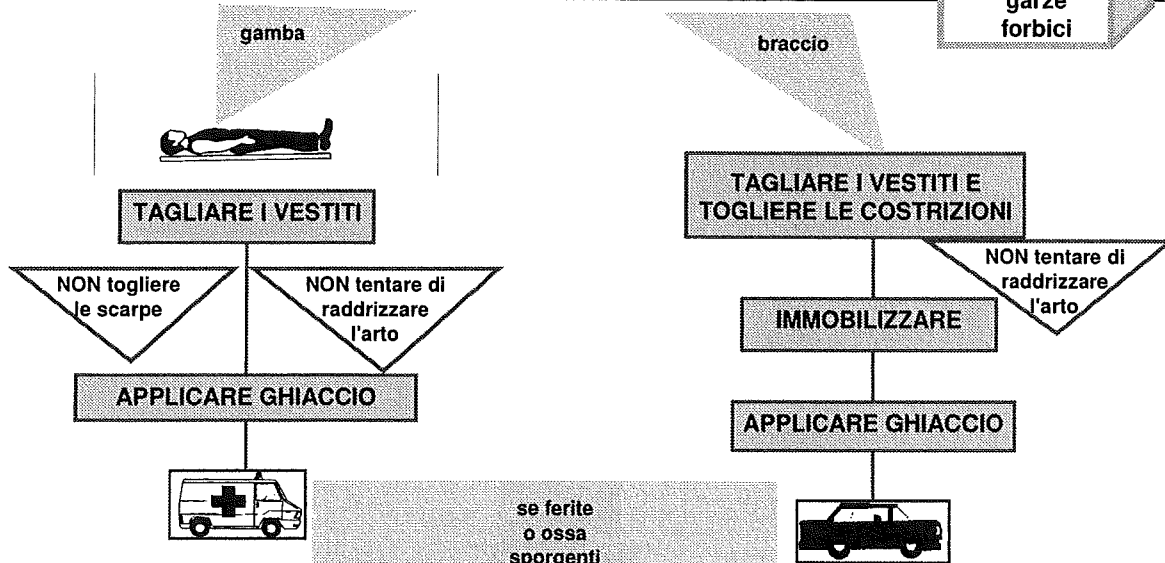 garze
forbici
gamba
braccio
TAGLIARE I VESTITI
TAGLIARE I VESTITI E
TOGLIERE LE COSTRIZIONI
NON togliere
le scarpe
NON tentare di
raddrizzare
l'arto
NON tentare di
raddrizzare
l'arto
IMMOBILIZZARE
APPLICARE GHIACCIO
APPLICARE GHIACCIO
se ferite
o ossa
sporgenti